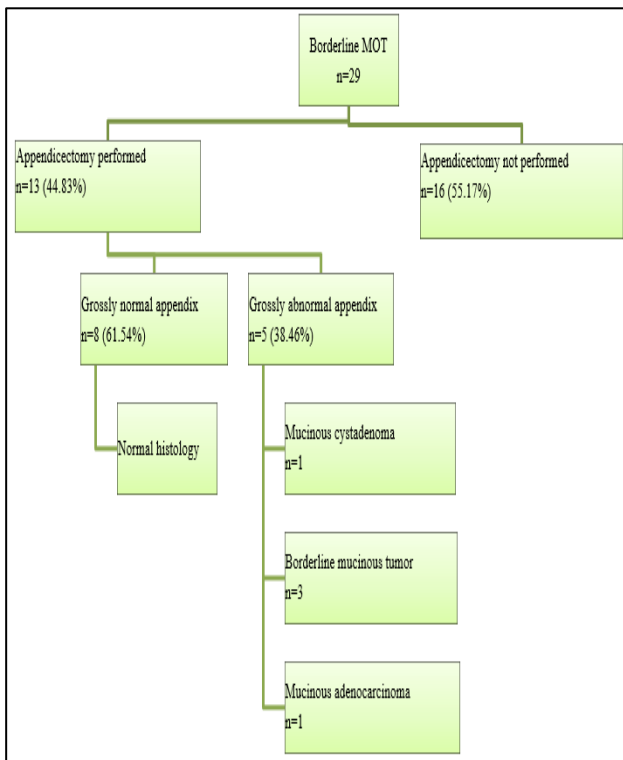 Borderline MOT
n=29
Appendicectomy performed
n=13 (44.83%)
Appendicectomy not performed
n=16 (55.17%)
Grossly normal appendix
n=8 (61.54%)
Grossly abnormal appendix
n=5 (38.46%)
Normal histology
Mucinous cystadenoma
n=1
Borderline mucinous tumor
n=3
Mucinous adenocarcinoma
n=1